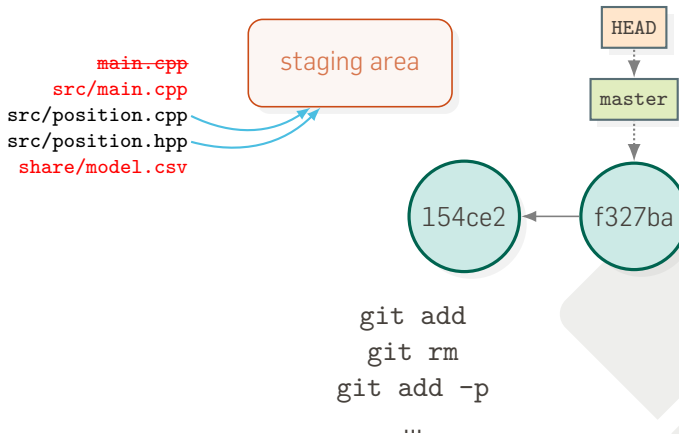 HEAD
staging area
main.cpp
src/main.cpp
master
src/position.cpp
src/position.hpp
share/model.csv
154ce2
f327ba
git add
git rm
git add -p
...